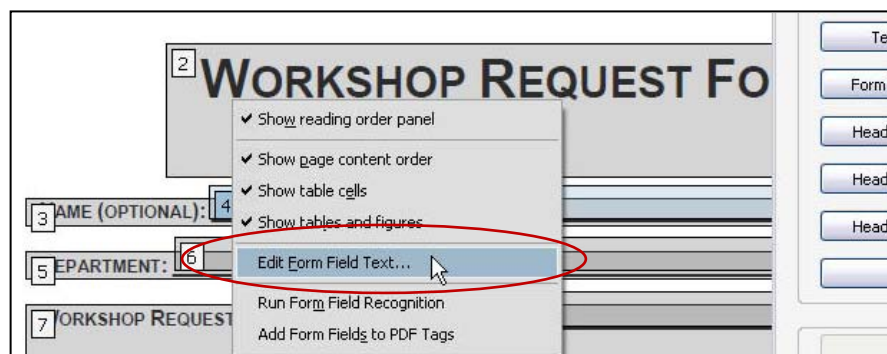 2
WORKSHOP REQUEST FO
Te
Form
Head
Head
Head
✔ Show reading order panel
✔ Show page content order
✔ Show table cells
✔ Show tables and figures
Edit Form Field Text...
Run Form Field Recognition
Add Form Fields to PDF Tags
3 AME (OPTIONAL): 4
5 EPARTMENT: 6
7 ORKSHOP REQUEST